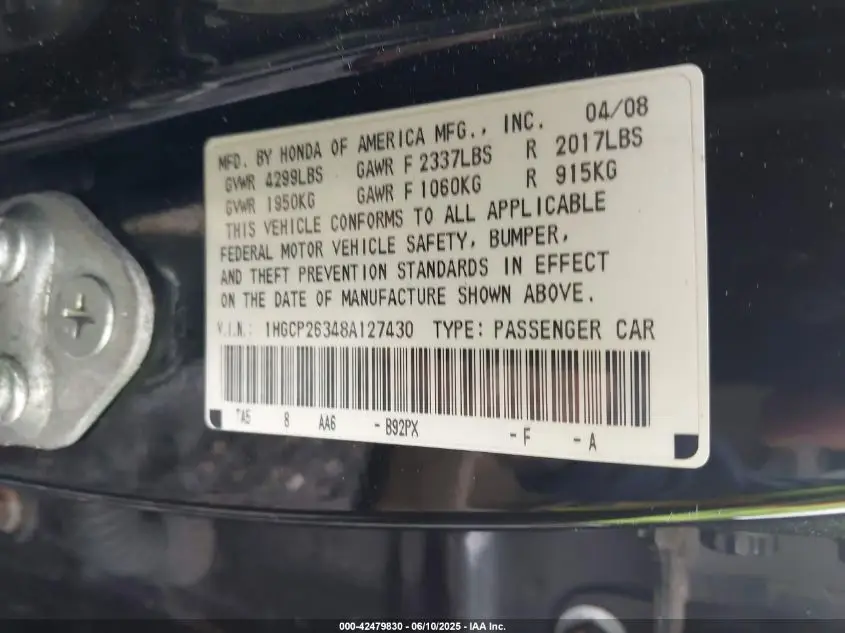 04/08
MFD. BY HONDA OF AMERICA MFG., INC.
GVWR 4299LBS GAWR F 2337LBS R 2017LBS
GVWR 1950KG GAWR F 1060KG R 915KG
THIS VEHICLE CONFORMS TO ALL APPLICABLE
FEDERAL MOTOR VEHICLE SAFETY, BUMPER,
AND THEFT PREVENTION STANDARDS IN EFFECT
ON THE DATE OF MANUFACTURE SHOWN ABOVE.
V.I.N.: 1HGCP26348A127430 TYPE: PASSENGER CAR
TA5 8 AA6 - B92PX - F - A
000-42479830 - 06/10/2025 - IAA Inc.